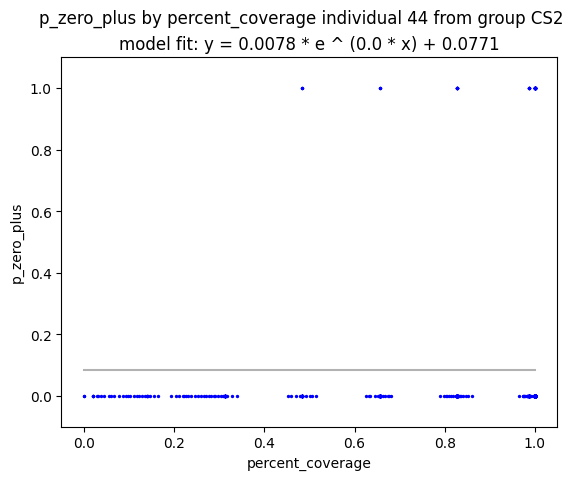 p_zero_plus by percent_coverage individual 44 from group CS2
model fit: y = 0.0078 * e ^ (0.0 * x) + 0.0771
1.0
0.8
0.6
0.4
0.2
0.0
p_zero_plus
0.0 0.2 0.4 0.6 0.8 1.0
percent_coverage